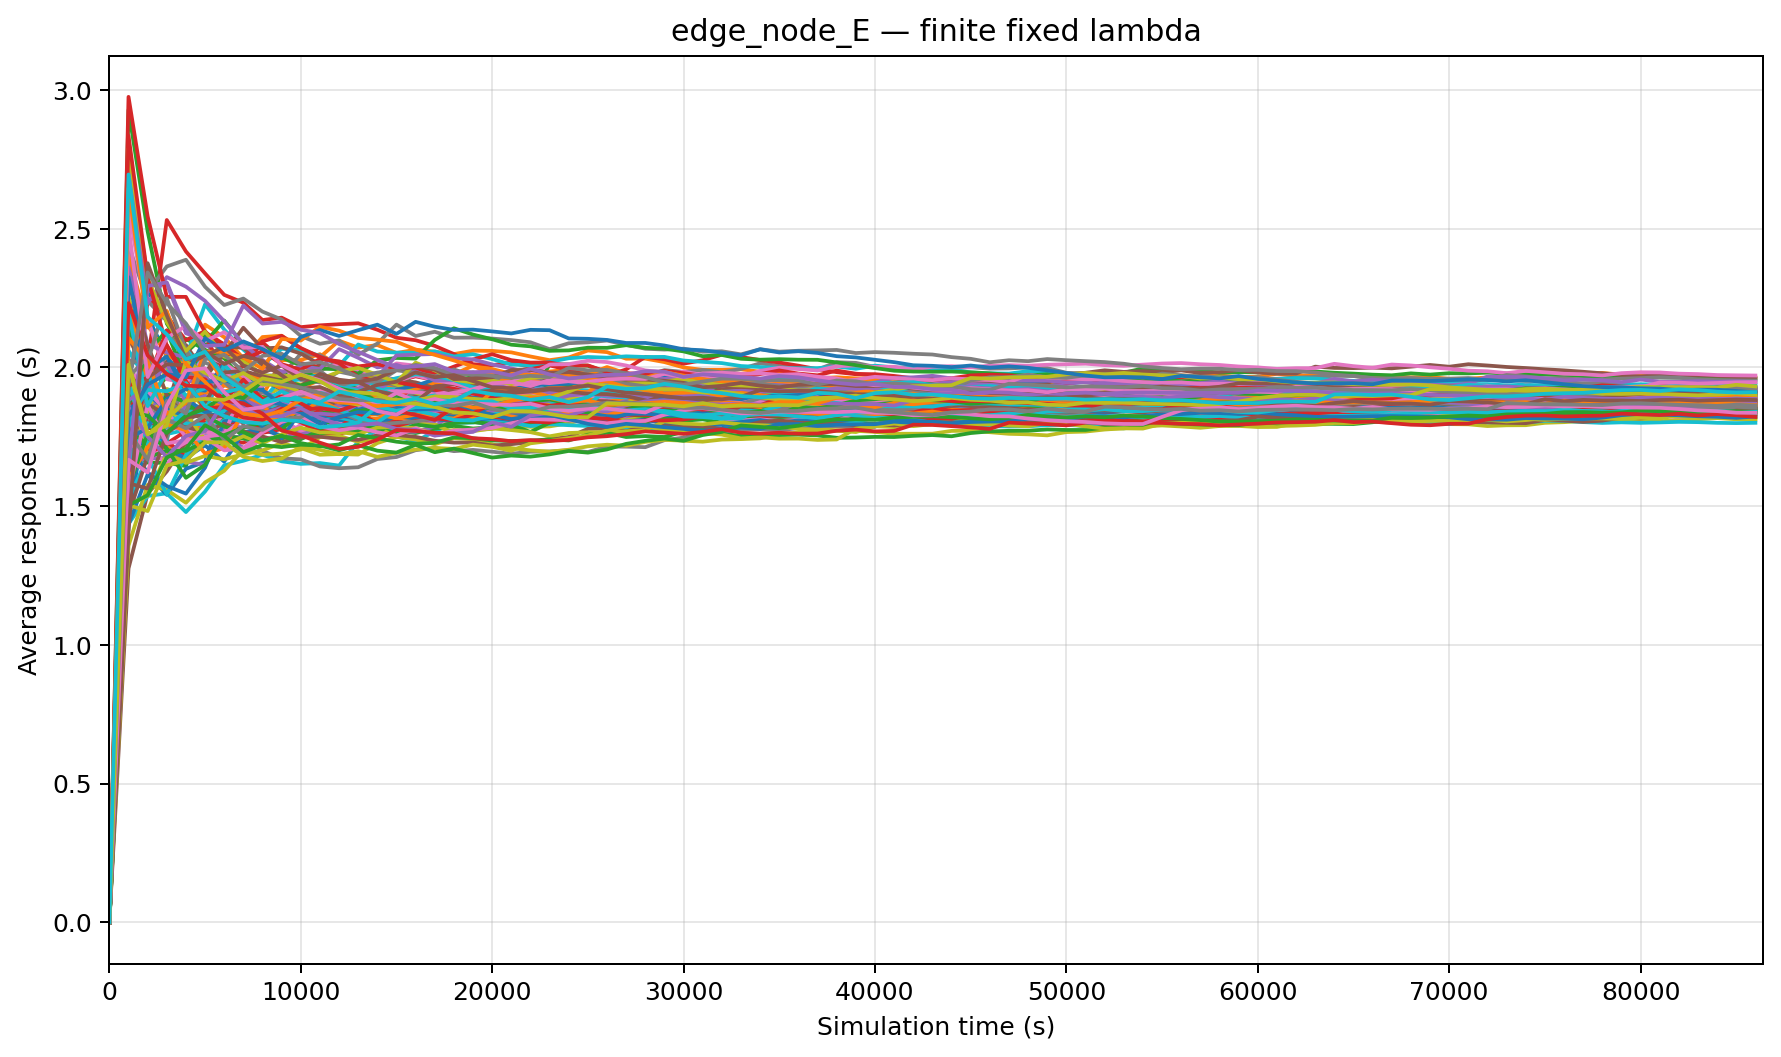 edge_node_E — finite fixed lambda
3.0
2.5
2.0
1.5
1.0
0.5
0.0
Average response time (s)
0 10000 20000 30000 40000 50000 60000 70000 80000
Simulation time (s)